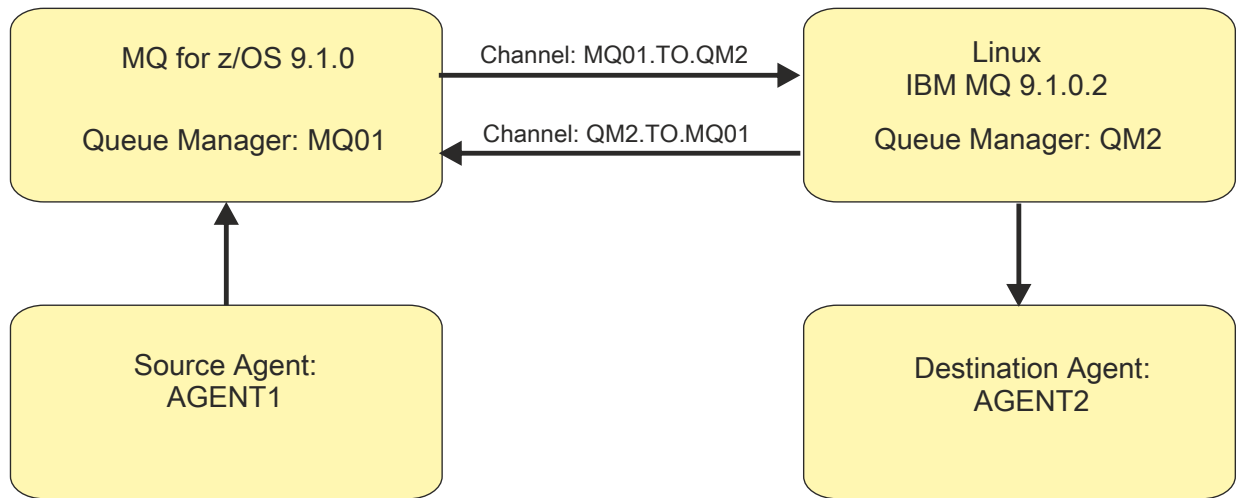 MQ for z/OS 9.1.0
Queue Manager: MQ01
Channel: MQ01.TO.QM2
Channel: QM2.TO.MQ01
Linux
IBM MQ 9.1.0.2
Queue Manager: QM2
Source Agent:
AGENT1
Destination Agent:
AGENT2